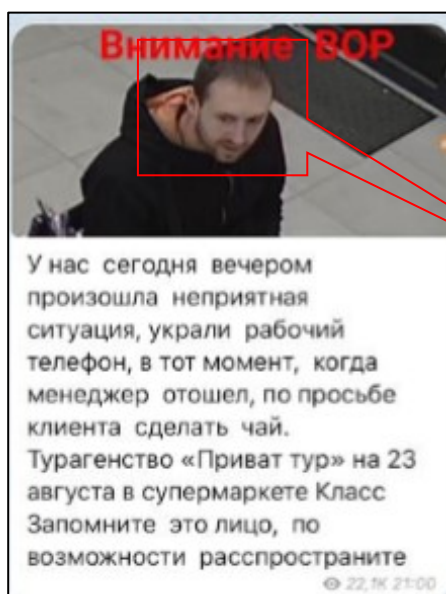 Внимание ВОР
У нас сегодня вечером
произошла неприятная
ситуация, украли рабочий
телефон, в тот момент, когда
менеджер отошел, по просьбе
клиента сделать чай.
Турагенство «Приват тур» на 23
августа в супермаркете Класс
Запомните это лицо, по
возможности расспространите
22,1K 21:00